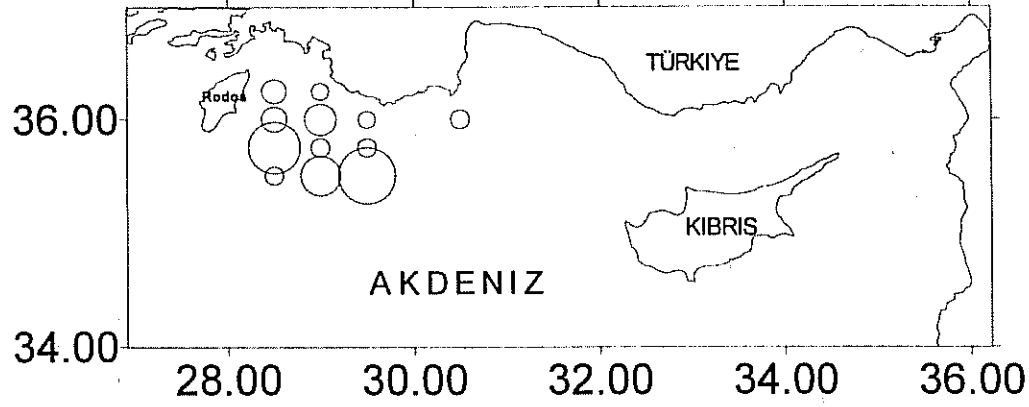 TÜRKIYE
Rodos
36.00
KIBRIS
AKDENIZ
34.00
28.00 30.00 32.00 34.00 36.00